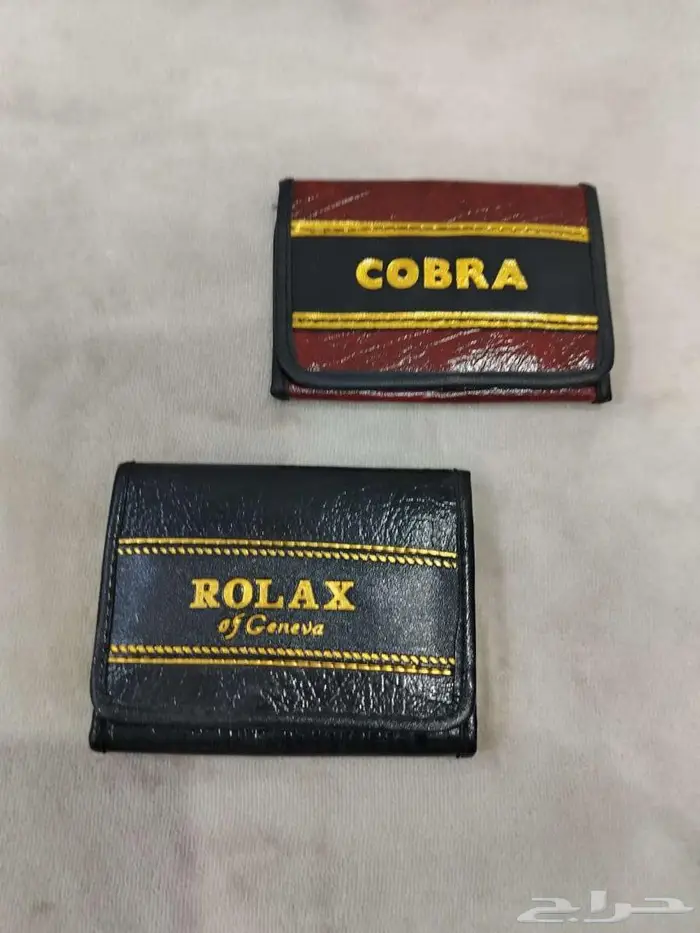 COBRA
ROLAX
of Geneva
حراج